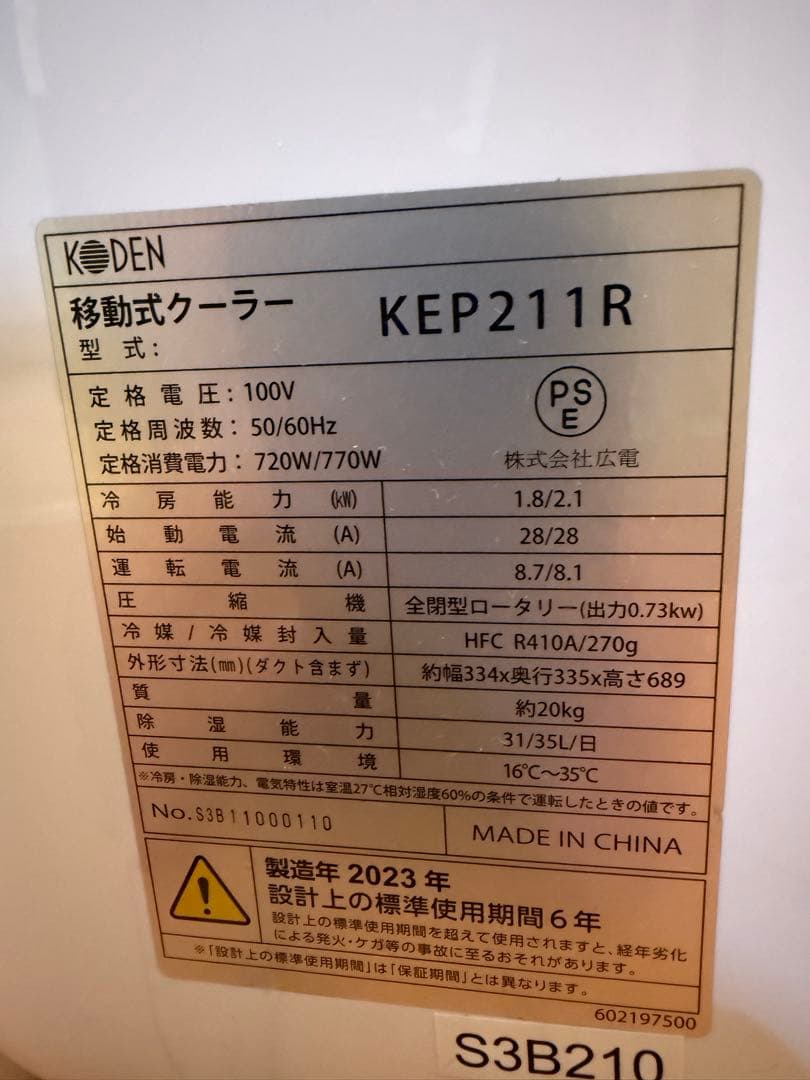 KODEN
移動式クーラー
型式: KEP211R
定格電圧: 100V
定格周波数: 50/60Hz
定格消費電力: 720W/770W
PSE
株式会社広電
冷房能力(kW) 1.8/2.1
始動電流(A) 28/28
運転電流(A) 8.7/8.1
圧縮機 全閉型ロータリー(出力0.73kw)
冷媒/冷媒封入量 HFC R410A/270g
外形寸法(mm)(ダクト含まず) 約幅334x奥行335x高さ689
質量 約20kg
除湿能力 31/35L/日
使用環境 16℃〜35℃
※冷房・除湿能力、電気特性は室温27℃相対湿度60%の条件で運転したときの値です。
No.S3B11000110 MADE IN CHINA
製造年 2023年
設計上の標準使用期間6年
設計上の標準使用期間を超えて使用されますと、経年劣化
による発火・ケガ等の事故に至るおそれがあります。
※「設計上の標準使用期間」は「保証期間」とは異なります。
602197500
S3B210